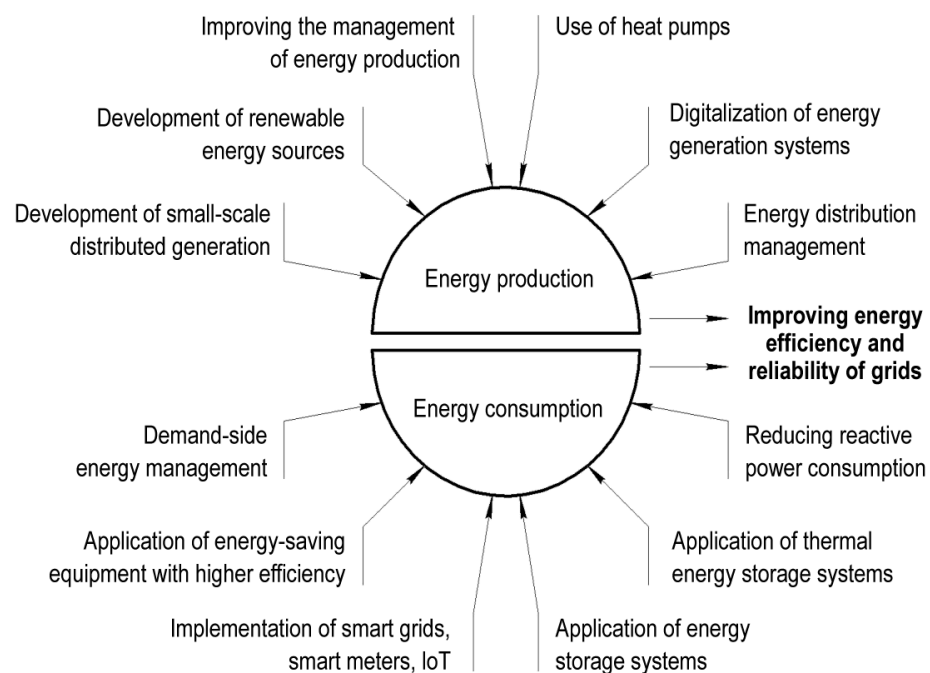 Improving the management
of energy production
Use of heat pumps
Development of renewable
energy sources
Digitalization of energy
generation systems
Development of small-scale
distributed generation
Energy distribution
management
Energy production
Improving energy
efficiency and
reliability of grids
Energy consumption
Demand-side
energy management
Reducing reactive
power consumption
Application of energy-saving
equipment with higher efficiency
Application of thermal
energy storage systems
Implementation of smart grids,
smart meters, IoT
Application of energy
storage systems